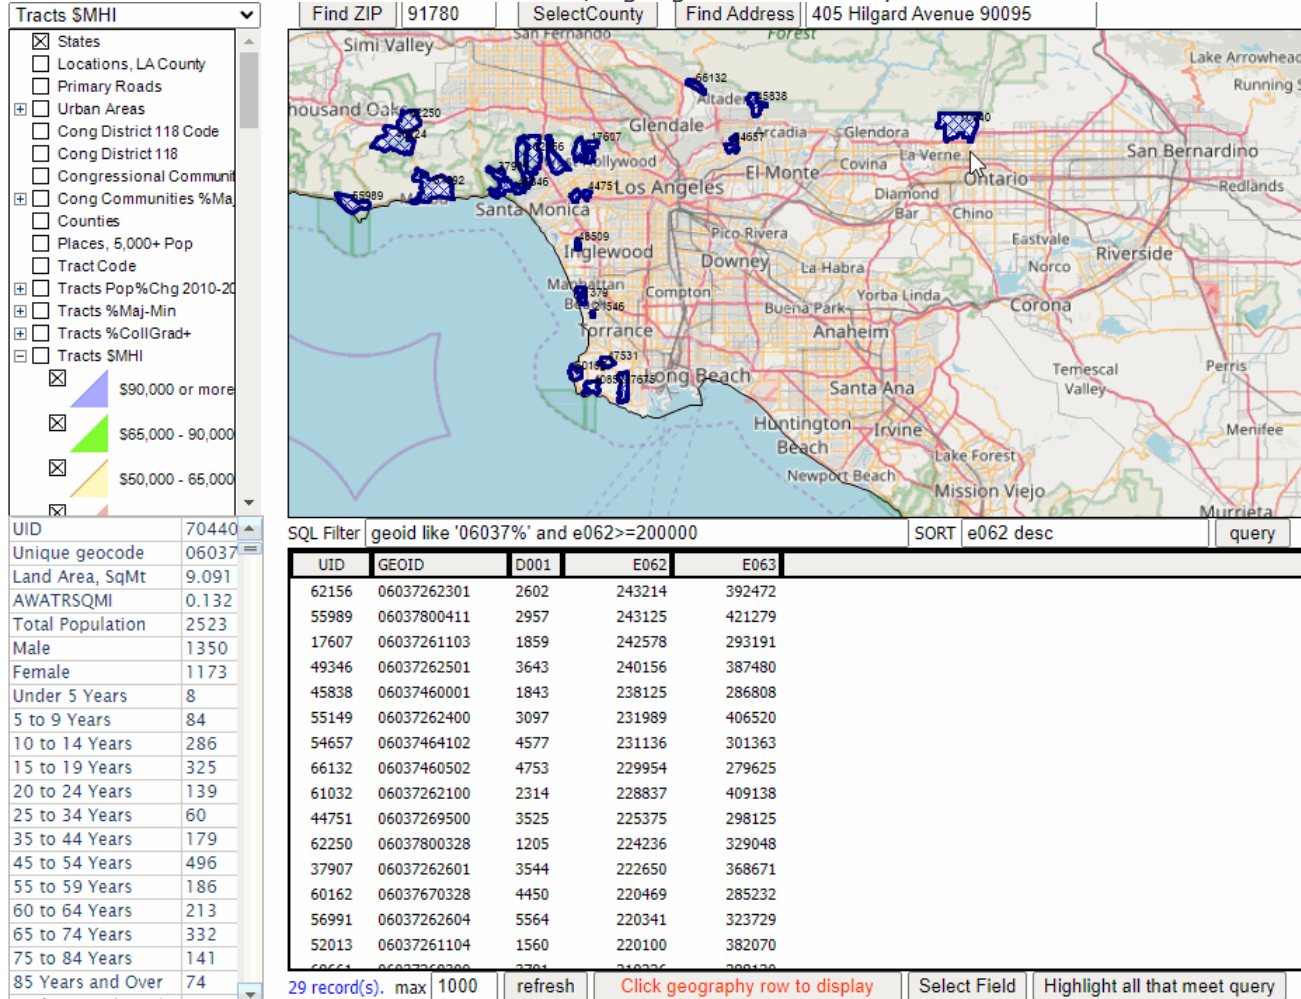 Tracts $MHI
Find ZIP 91780 SelectCounty Find Address 405 Hilgard Avenue 90095
States
Locations, LA County
Primary Roads
Urban Areas
Cong District 118 Code
Cong District 118
Congressional Communit
Cong Communities %Maj
Counties
Places, 5,000+ Pop
Tract Code
Tracts Pop%Chg 2010-20
Tracts %Maj-Min
Tracts %CollGrad+
Tracts $MHI
$90,000 or more
$65,000 - 90,000
$50,000 - 65,000
Simi Valley
San Fernando
Forest
Lake Arrowhead
Running S
66132
Altade
45838
housand Oaks
Glendale
Arcadia
Glendora
17607
La Verne
San Bernardino
Hollywood
El Monte
Covina
Ontario
Redlands
44751
Los Angeles
Diamond
Bar
Chino
55989
Santa Monica
Pico Rivera
Eastvale
Riverside
Inglewood
Downey
La Habra
Norco
Manhattan
Compton
Yorba Linda
Corona
Buena Park
Torrance
Anaheim
47531
Long Beach
Temescal
Valley
Perris
Santa Ana
Huntington
Beach
Irvine
Menifee
Lake Forest
Newport Beach
Mission Viejo
Murrieta
SQL Filter geoid like '06037%' and e062>=200000 SORT e062 desc query
UID 70440
Unique geocode 06037
Land Area, SqMt 9.091
AWATRSQMI 0.132
Total Population 2523
Male 1350
Female 1173
Under 5 Years 8
5 to 9 Years 84
10 to 14 Years 286
15 to 19 Years 325
20 to 24 Years 139
25 to 34 Years 60
35 to 44 Years 179
45 to 54 Years 496
55 to 59 Years 186
60 to 64 Years 213
65 to 74 Years 332
75 to 84 Years 141
85 Years and Over 74
UID GEOID D001 E062 E063
62156 06037262301 2602 243214 392472
55989 06037800411 2957 243125 421279
17607 06037261103 1859 242578 293191
49346 06037262501 3643 240156 387480
45838 06037460001 1843 238125 286808
55149 06037262400 3097 231989 406520
54657 06037464102 4577 231136 301363
66132 06037460502 4753 229954 279625
61032 06037262100 2314 228837 409138
44751 06037269500 3525 225375 298125
62250 06037800328 1205 224236 329048
37907 06037262601 3544 222650 368671
60162 06037670328 4450 220469 285232
56991 06037262604 5564 220341 323729
52013 06037261104 1560 220100 382070
29 record(s). max 1000 refresh Click geography row to display Select Field Highlight all that meet query